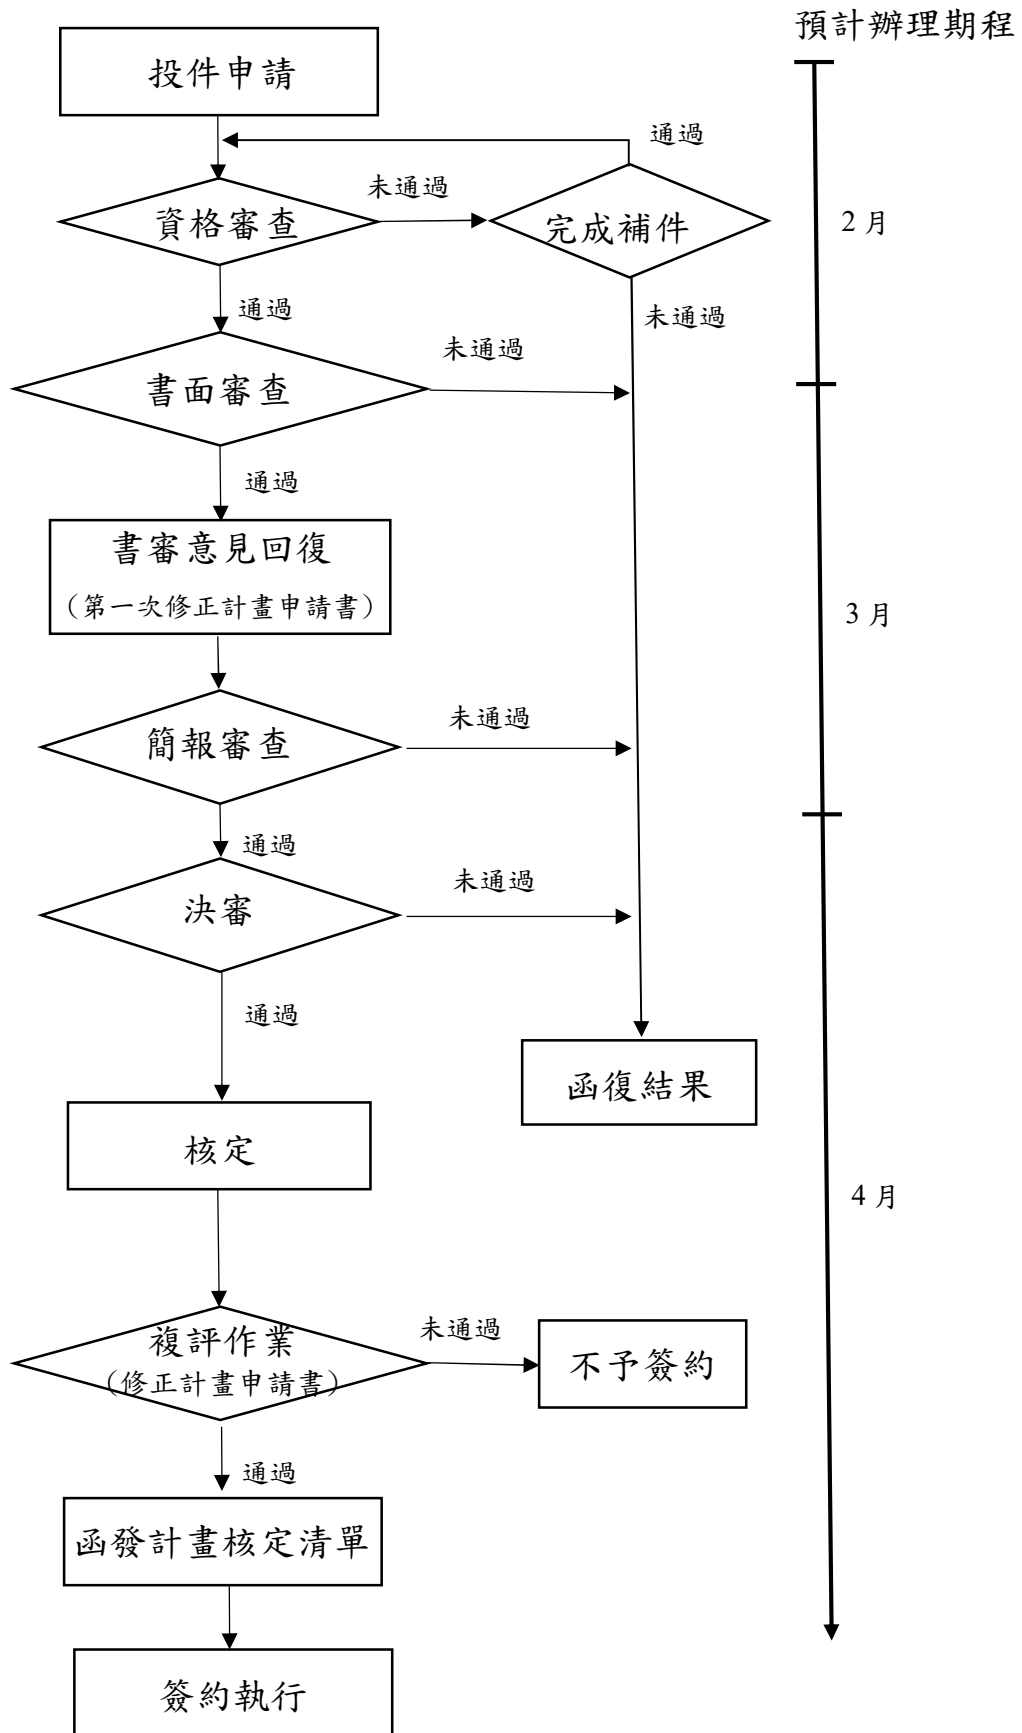 預計辦理期程
投件申請
通過
未通過
資格審查
完成補件
2 月
通過
未通過
未通過
書面審查
通過
書審意見回復
（第一次修正計畫申請書）
3 月
未通過
簡報審查
通過
未通過
決審
通過
函復結果
核定
4 月
未通過
複評作業
（修正計畫申請書）
不予簽約
通過
函發計畫核定清單
簽約執行